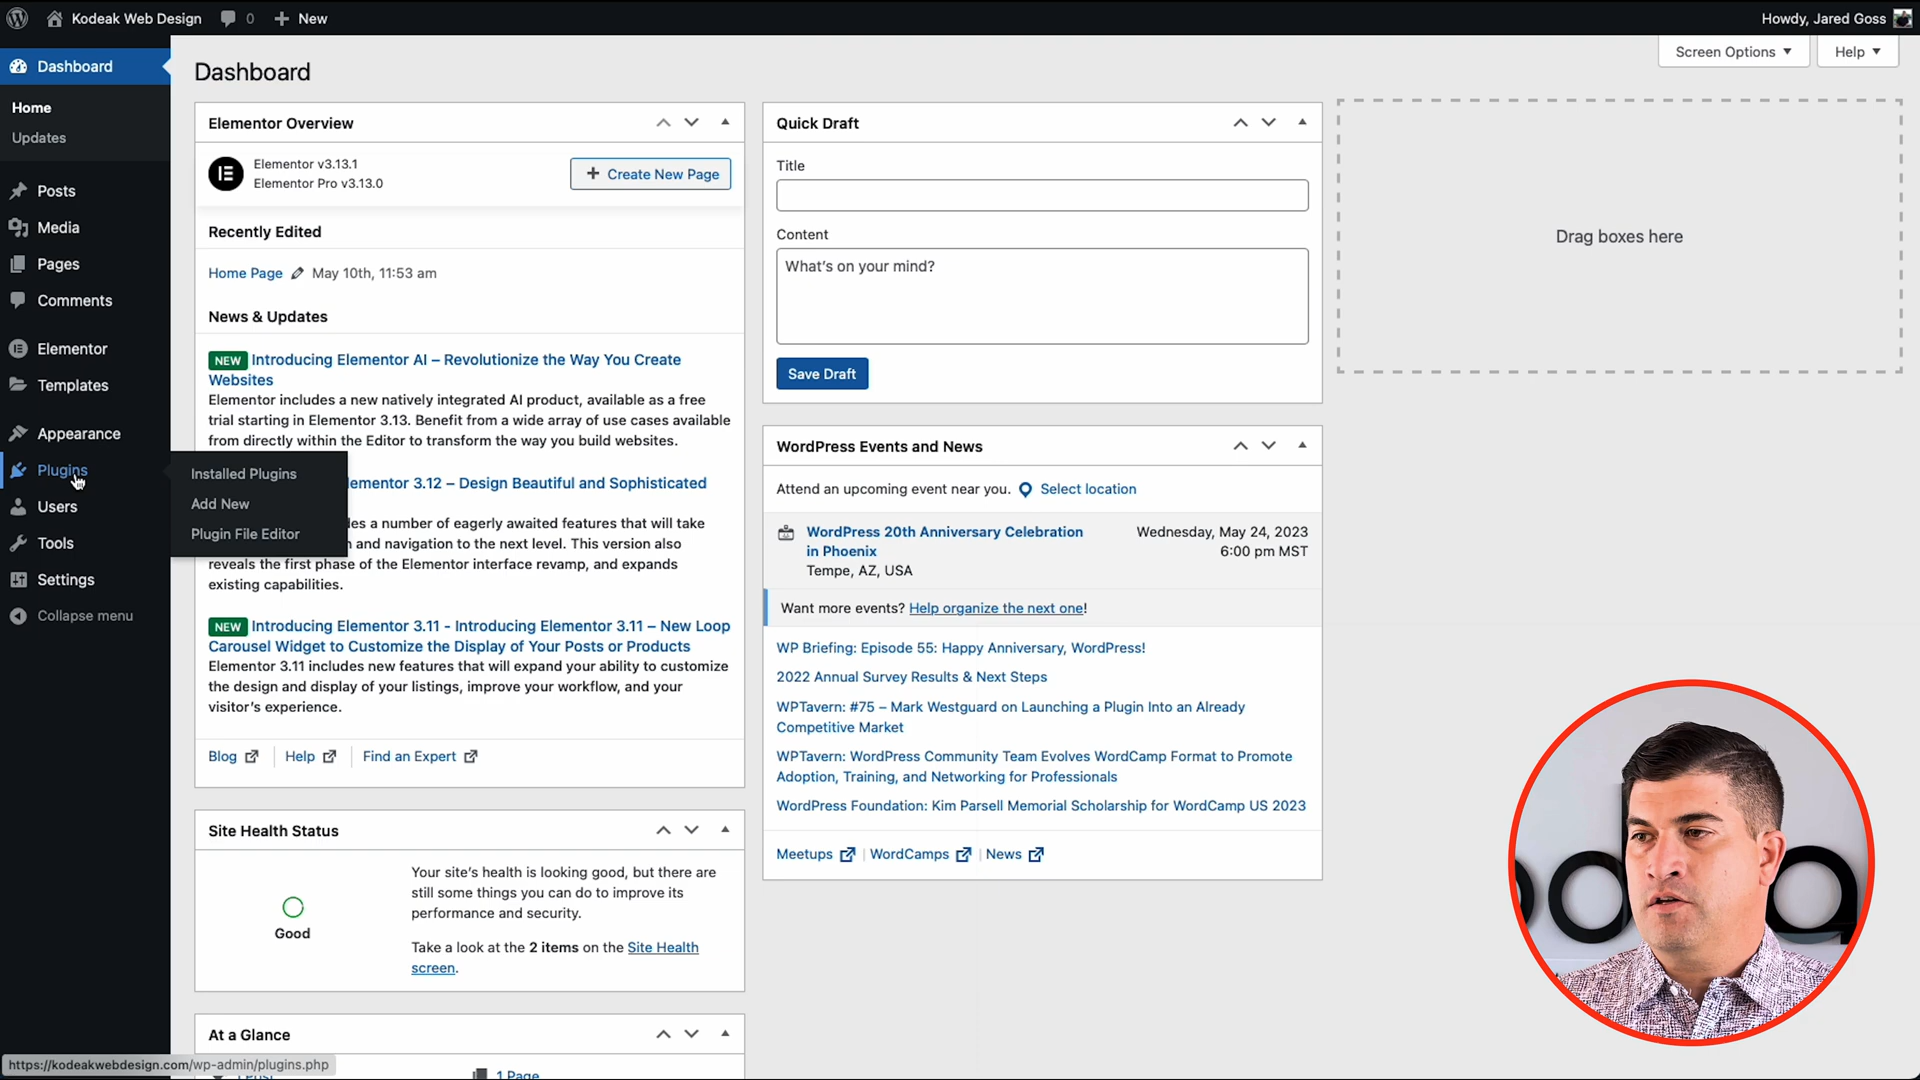 Kodeak Web Design
0
New
Howdy, Jared Goss
Dashboard
Home
Updates
Posts
Media
Pages
Comments
Elementor
Templates
Appearance
Plugins
Users
Tools
Settings
Collapse menu
Installed Plugins
Add New
Plugin File Editor
Screen Options
Help
Dashboard
Elementor Overview
Elementor v3.13.1
Elementor Pro v3.13.0
+ Create New Page
Recently Edited
Home Page May 10th, 11:53 am
News & Updates
NEW Introducing Elementor AI – Revolutionize the Way You Create
Websites
Elementor includes a new natively integrated AI product, available as a free
trial starting in Elementor 3.13. Benefit from a wide array of use cases available
from directly within the Editor to transform the way you build websites.
3.12 – Design Beautiful and Sophisticated
a number of eagerly awaited features that will take
and navigation to the next level. This version also
reveals the first phase of the Elementor interface revamp, and expands
existing capabilities.
NEW Introducing Elementor 3.11 - Introducing Elementor 3.11 – New Loop
Carousel Widget to Customize the Display of Your Posts or Products
Elementor 3.11 includes new features that will expand your ability to customize
the design and display of your listings, improve your workflow, and your
visitor's experience.
Blog
Help
Find an Expert
Site Health Status
Good
Your site's health is looking good, but there are
still some things you can do to improve its
performance and security.
Take a look at the 2 items on the Site Health
screen.
At a Glance
1 Page
Quick Draft
Title
Content
What's on your mind?
Save Draft
WordPress Events and News
Attend an upcoming event near you. Select location
WordPress 20th Anniversary Celebration
in Phoenix
Tempe, AZ, USA
Wednesday, May 24, 2023
6:00 pm MST
Want more events? Help organize the next one!
WP Briefing: Episode 55: Happy Anniversary, WordPress!
2022 Annual Survey Results & Next Steps
WPTavern: #75 – Mark Westguard on Launching a Plugin Into an Already
Competitive Market
WPTavern: WordPress Community Team Evolves WordCamp Format to Promote
Adoption, Training, and Networking for Professionals
WordPress Foundation: Kim Parsell Memorial Scholarship for WordCamp US 2023
Meetups
WordCamps
News
Drag boxes here
https://kodeakwebdesign.com/wp-admin/plugins.php